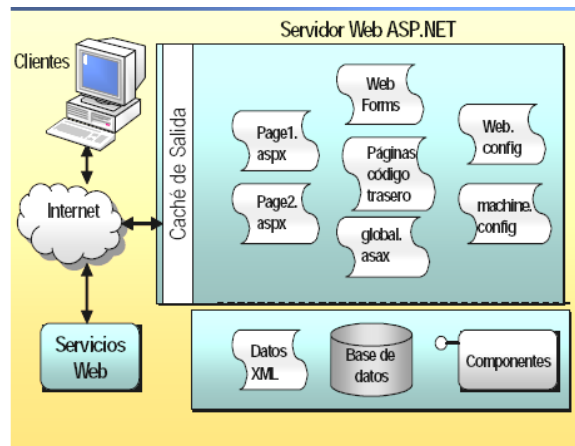 Servidor Web ASP.NET
Clientes
Internet
Servicios
Web
Caché de Salida
Page1.
aspx
Page2.
aspx
Web
Forms
Páginas
código
trasero
global.
asax
Web.
config
machine.
config
Datos
XML
Base de
datos
Componentes